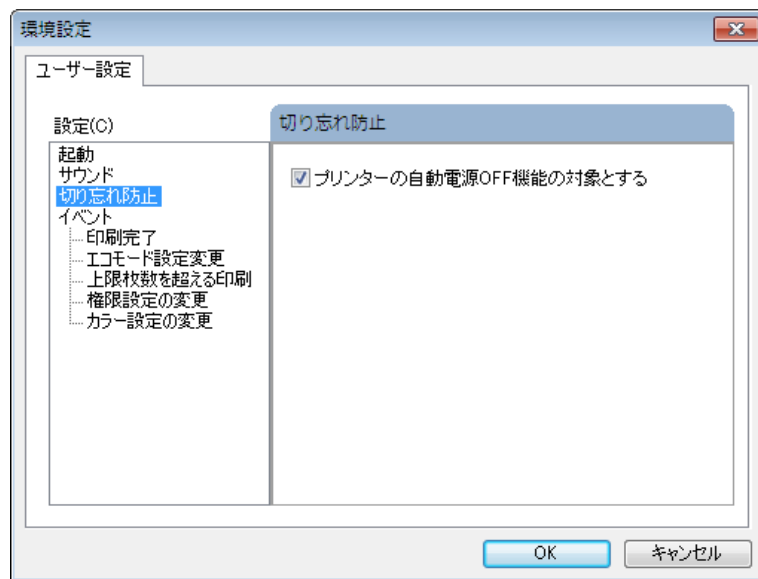 環境設定
ユーザー設定
設定(C)
起動
サウンド
切り忘れ防止
イベント
印刷完了
エコモード設定変更
上限枚数を超える印刷
権限設定の変更
カラー設定の変更
切り忘れ防止
プリンターの自動電源OFF機能の対象とする
OK
キャンセル